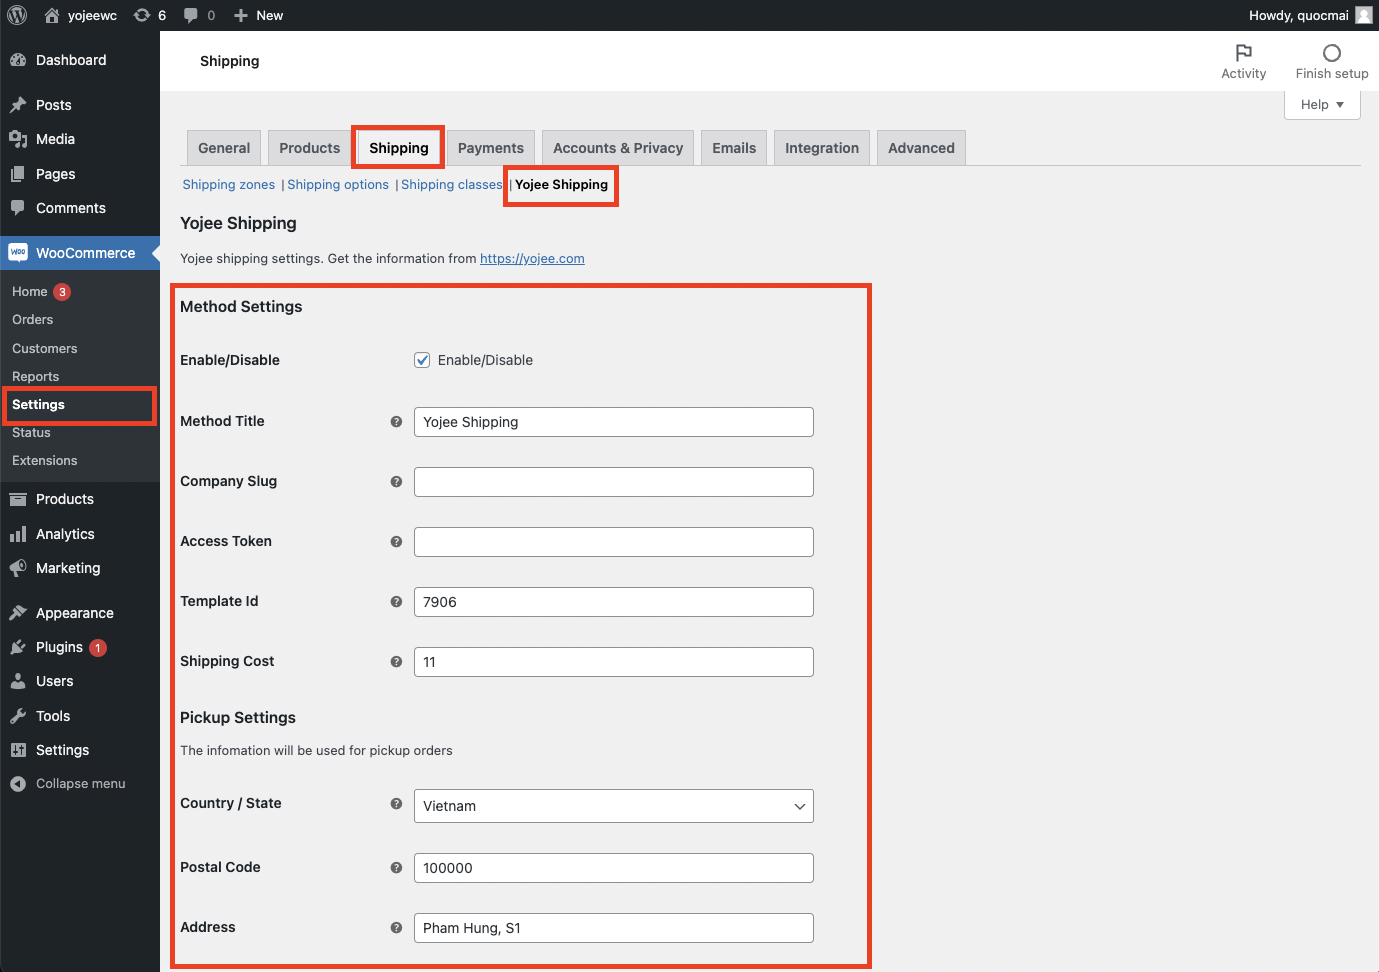 yojeewc 6 0 New Howdy, quocmai
Dashboard
Posts
Media
Pages
Comments
WooCommerce
Home 3
Orders
Customers
Reports
Settings
Status
Extensions
Products
Analytics
Marketing
Appearance
Plugins 1
Users
Tools
Settings
Collapse menu
Shipping
Activity
Finish setup
Help
General Products Shipping Payments Accounts & Privacy Emails Integration Advanced
Shipping zones | Shipping options | Shipping classes | Yojee Shipping
Yojee Shipping
Yojee shipping settings. Get the information from https://yojee.com
Method Settings
Enable/Disable Enable/Disable
Method Title Yojee Shipping
Company Slug
Access Token
Template Id 7906
Shipping Cost 11
Pickup Settings
The infomation will be used for pickup orders
Country / State Vietnam
Postal Code 100000
Address Pham Hung, S1